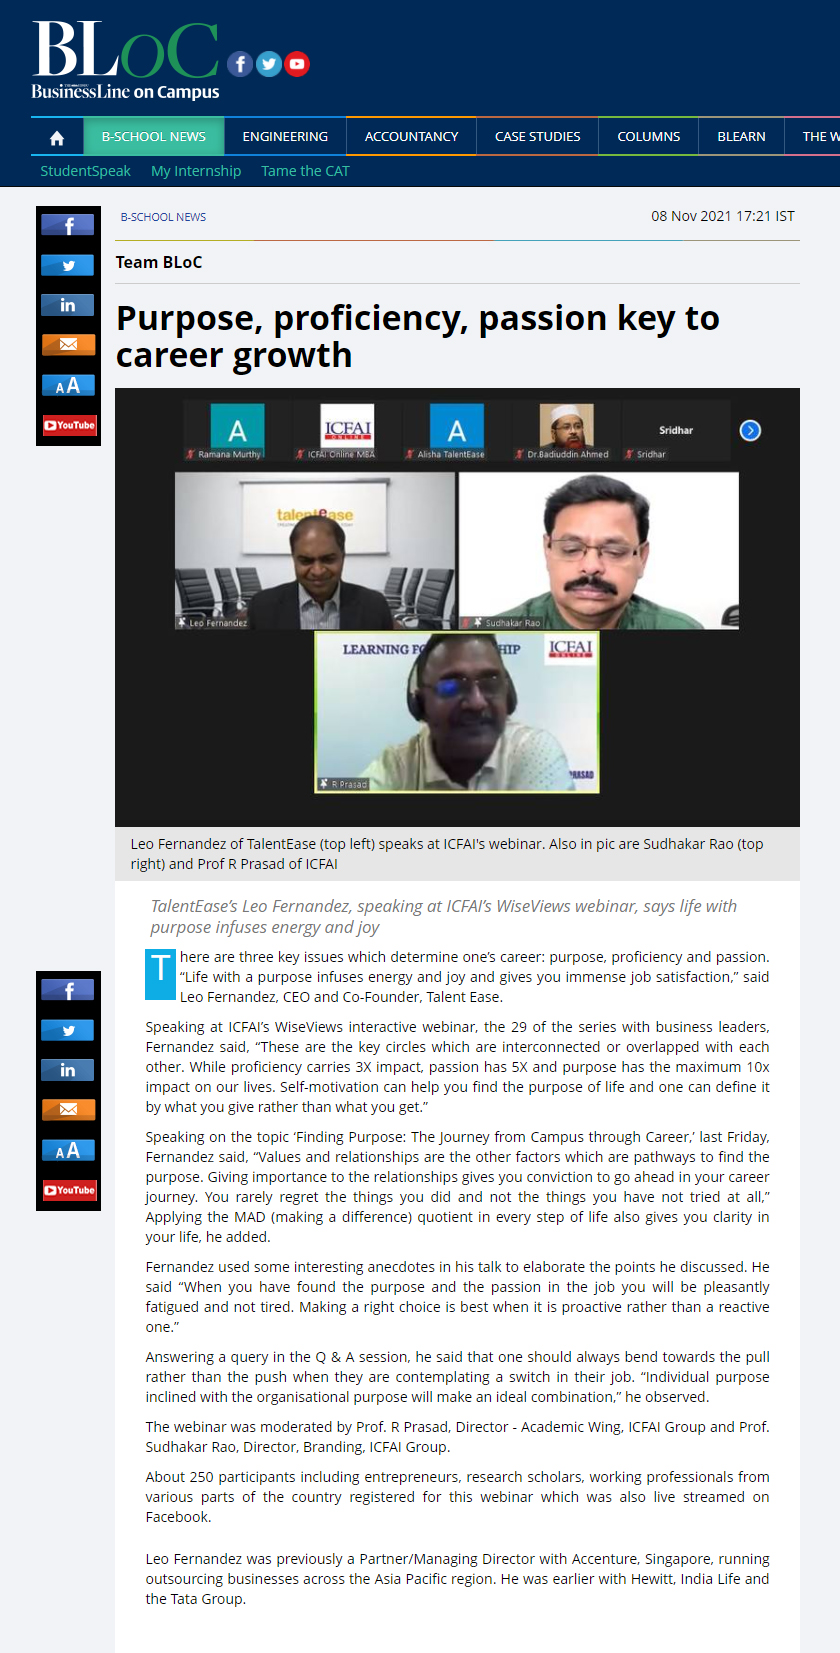 BLoC
BusinessLine on Campus
B-SCHOOL NEWS ENGINEERING ACCOUNTANCY CASE STUDIES COLUMNS BLEARN THE W
StudentSpeak My Internship Tame the CAT
B-SCHOOL NEWS 08 Nov 2021 17:21 IST
Team BLoC
Purpose, proficiency, passion key to
career growth
in
AA
YouTube
A ICFAI A Sridhar
ONLINE
Ramana Murthy ICFAI Online MBA Alisha TalentEase Dr.Badiuddin Ahmed Sridhar
talentease
Leo Fernandez Sudhakar Rao
LEARNING FO HIP ICFAI
R Prasad PRASAD
Leo Fernandez of TalentEase (top left) speaks at ICFAI's webinar. Also in pic are Sudhakar Rao (top
right) and Prof R Prasad of ICFAI
TalentEase’s Leo Fernandez, speaking at ICFAI’s WiseViews webinar, says life with
purpose infuses energy and joy
There are three key issues which determine one’s career: purpose, proficiency and passion.
“Life with a purpose infuses energy and joy and gives you immense job satisfaction,” said
Leo Fernandez, CEO and Co-Founder, Talent Ease.
Speaking at ICFAI’s WiseViews interactive webinar, the 29 of the series with business leaders,
Fernandez said, “These are the key circles which are interconnected or overlapped with each
other. While proficiency carries 3X impact, passion has 5X and purpose has the maximum 10x
impact on our lives. Self-motivation can help you find the purpose of life and one can define it
by what you give rather than what you get.”
Speaking on the topic ‘Finding Purpose: The Journey from Campus through Career,’ last Friday,
Fernandez said, “Values and relationships are the other factors which are pathways to find the
purpose. Giving importance to the relationships gives you conviction to go ahead in your career
journey. You rarely regret the things you did and not the things you have not tried at all,”
Applying the MAD (making a difference) quotient in every step of life also gives you clarity in
your life, he added.
Fernandez used some interesting anecdotes in his talk to elaborate the points he discussed. He
said “When you have found the purpose and the passion in the job you will be pleasantly
fatigued and not tired. Making a right choice is best when it is proactive rather than a reactive
one.”
Answering a query in the Q & A session, he said that one should always bend towards the pull
rather than the push when they are contemplating a switch in their job. “Individual purpose
inclined with the organisational purpose will make an ideal combination,” he observed.
The webinar was moderated by Prof. R Prasad, Director - Academic Wing, ICFAI Group and Prof.
Sudhakar Rao, Director, Branding, ICFAI Group.
About 250 participants including entrepreneurs, research scholars, working professionals from
various parts of the country registered for this webinar which was also live streamed on
Facebook.
Leo Fernandez was previously a Partner/Managing Director with Accenture, Singapore, running
outsourcing businesses across the Asia Pacific region. He was earlier with Hewitt, India Life and
the Tata Group.
in
AA
YouTube